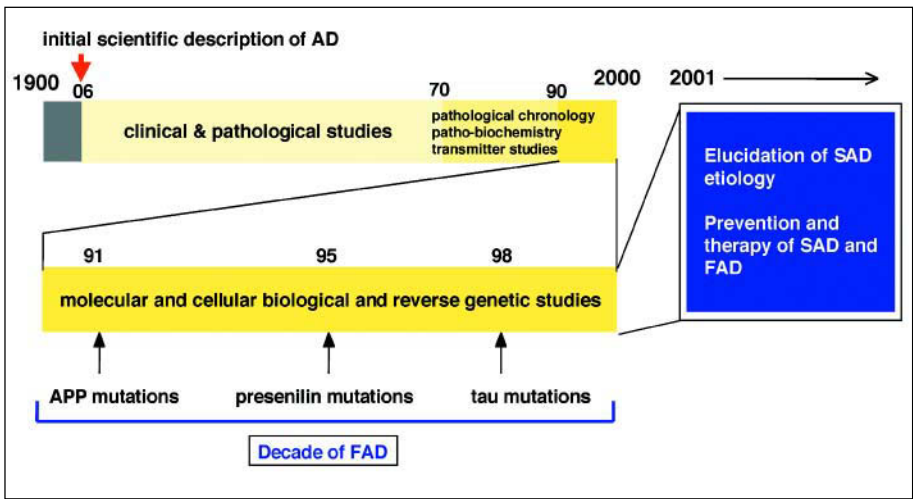 initial scientific description of AD
1900
06
70
90
2000
2001
clinical & pathological studies
pathological chronology
patho-biochemistry
transmitter studies
Elucidation of SAD
etiology
Prevention and
therapy of SAD and
FAD
91
95
98
molecular and cellular biological and reverse genetic studies
APP mutations
presenilin mutations
tau mutations
Decade of FAD